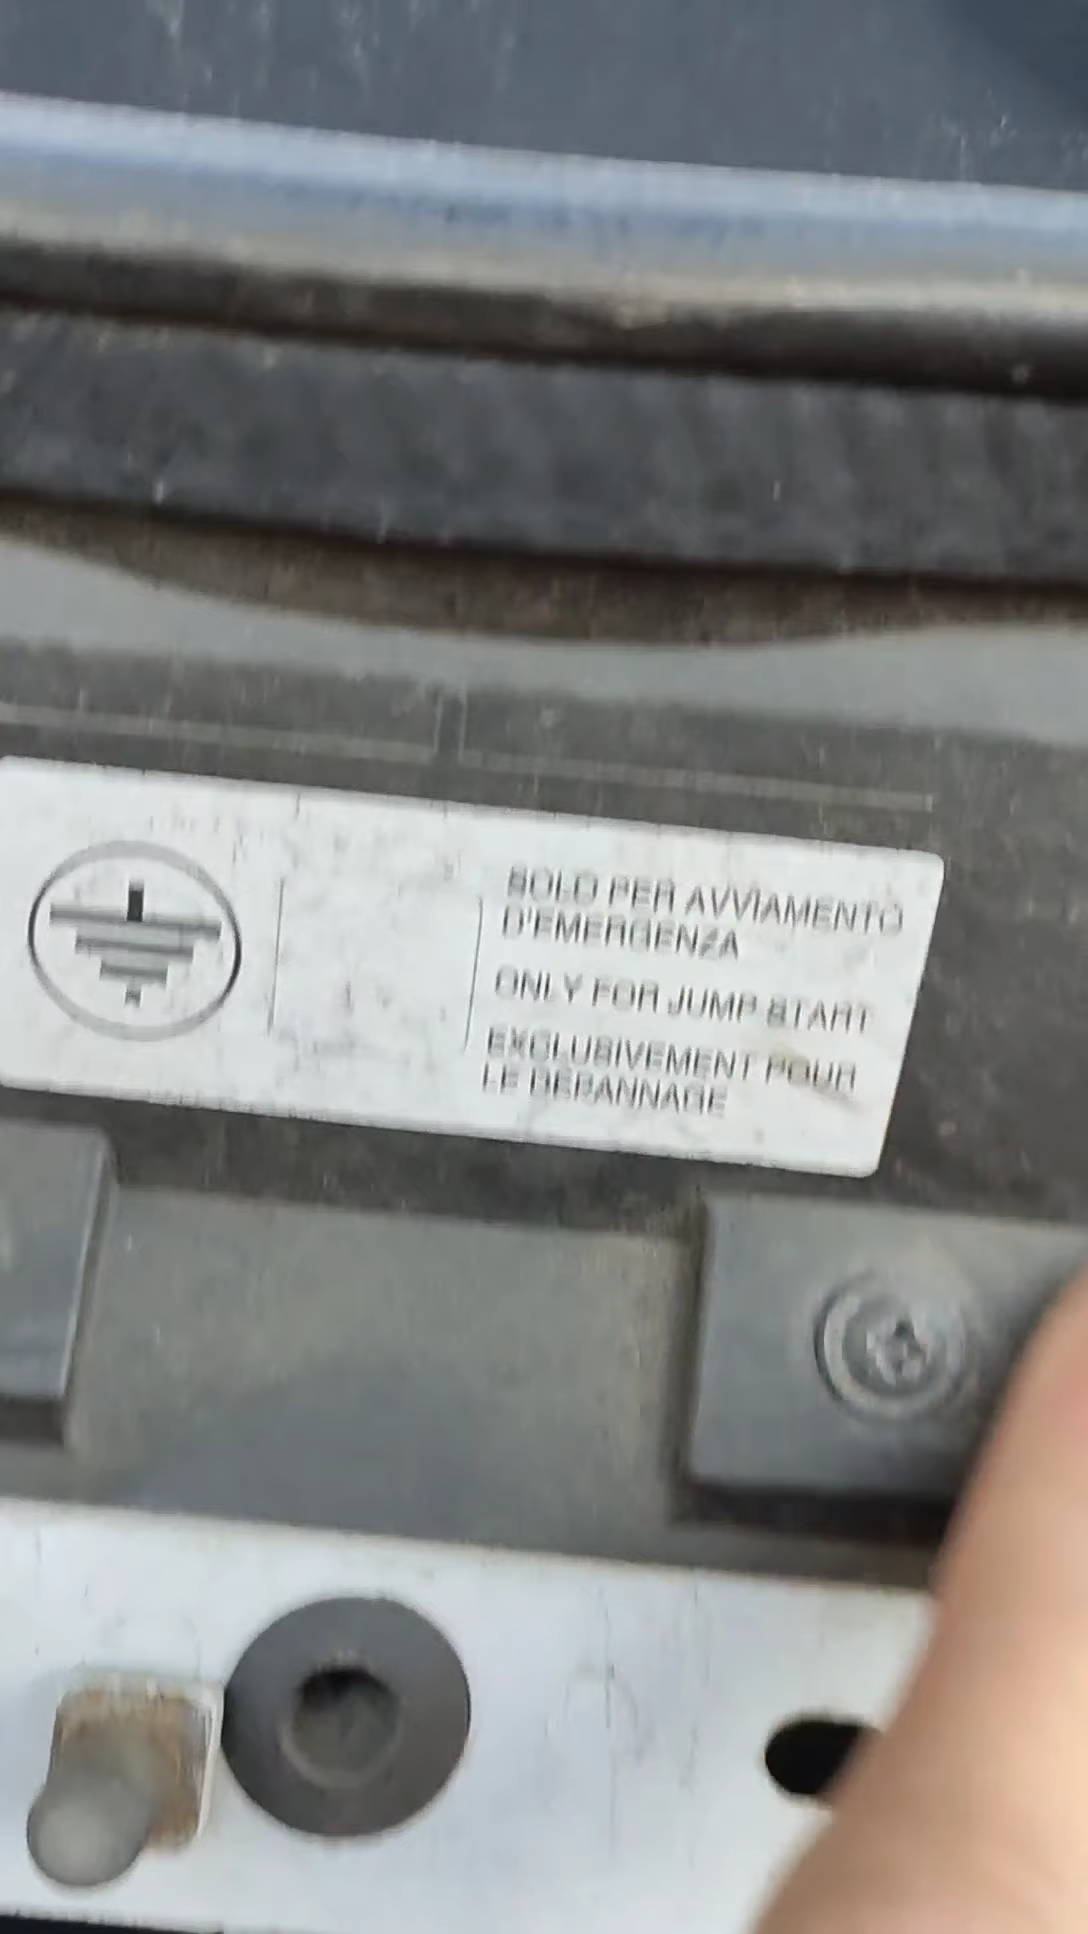 SOLO PER AVVIAMENTO
D'EMERGENZA
ONLY FOR JUMP START
EXCLUSIVEMENT POUR
LE DEPANNAGE